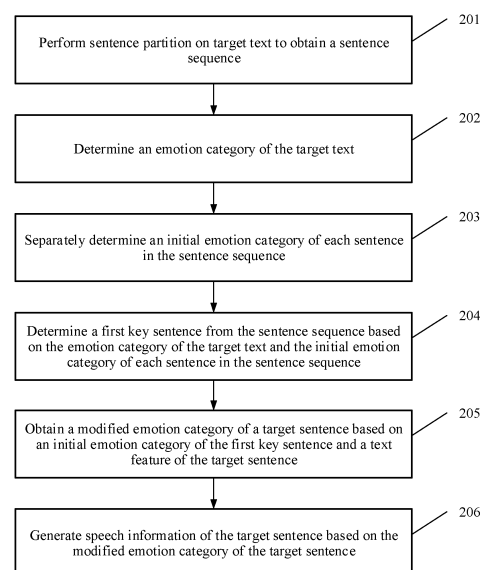 201
Perform sentence partition on target text to obtain a sentence
sequence
202
Determine an emotion category of the target text
203
Separately determine an initial emotion category of each sentence
in the sentence sequence
204
Determine a first key sentence from the sentence sequence based
on the emotion category of the target text and the initial emotion
category of each sentence in the sentence sequence
205
Obtain a modified emotion category of a target sentence based on
an initial emotion category of the first key sentence and a text
feature of the target sentence
206
Generate speech information of the target sentence based on the
modified emotion category of the target sentence